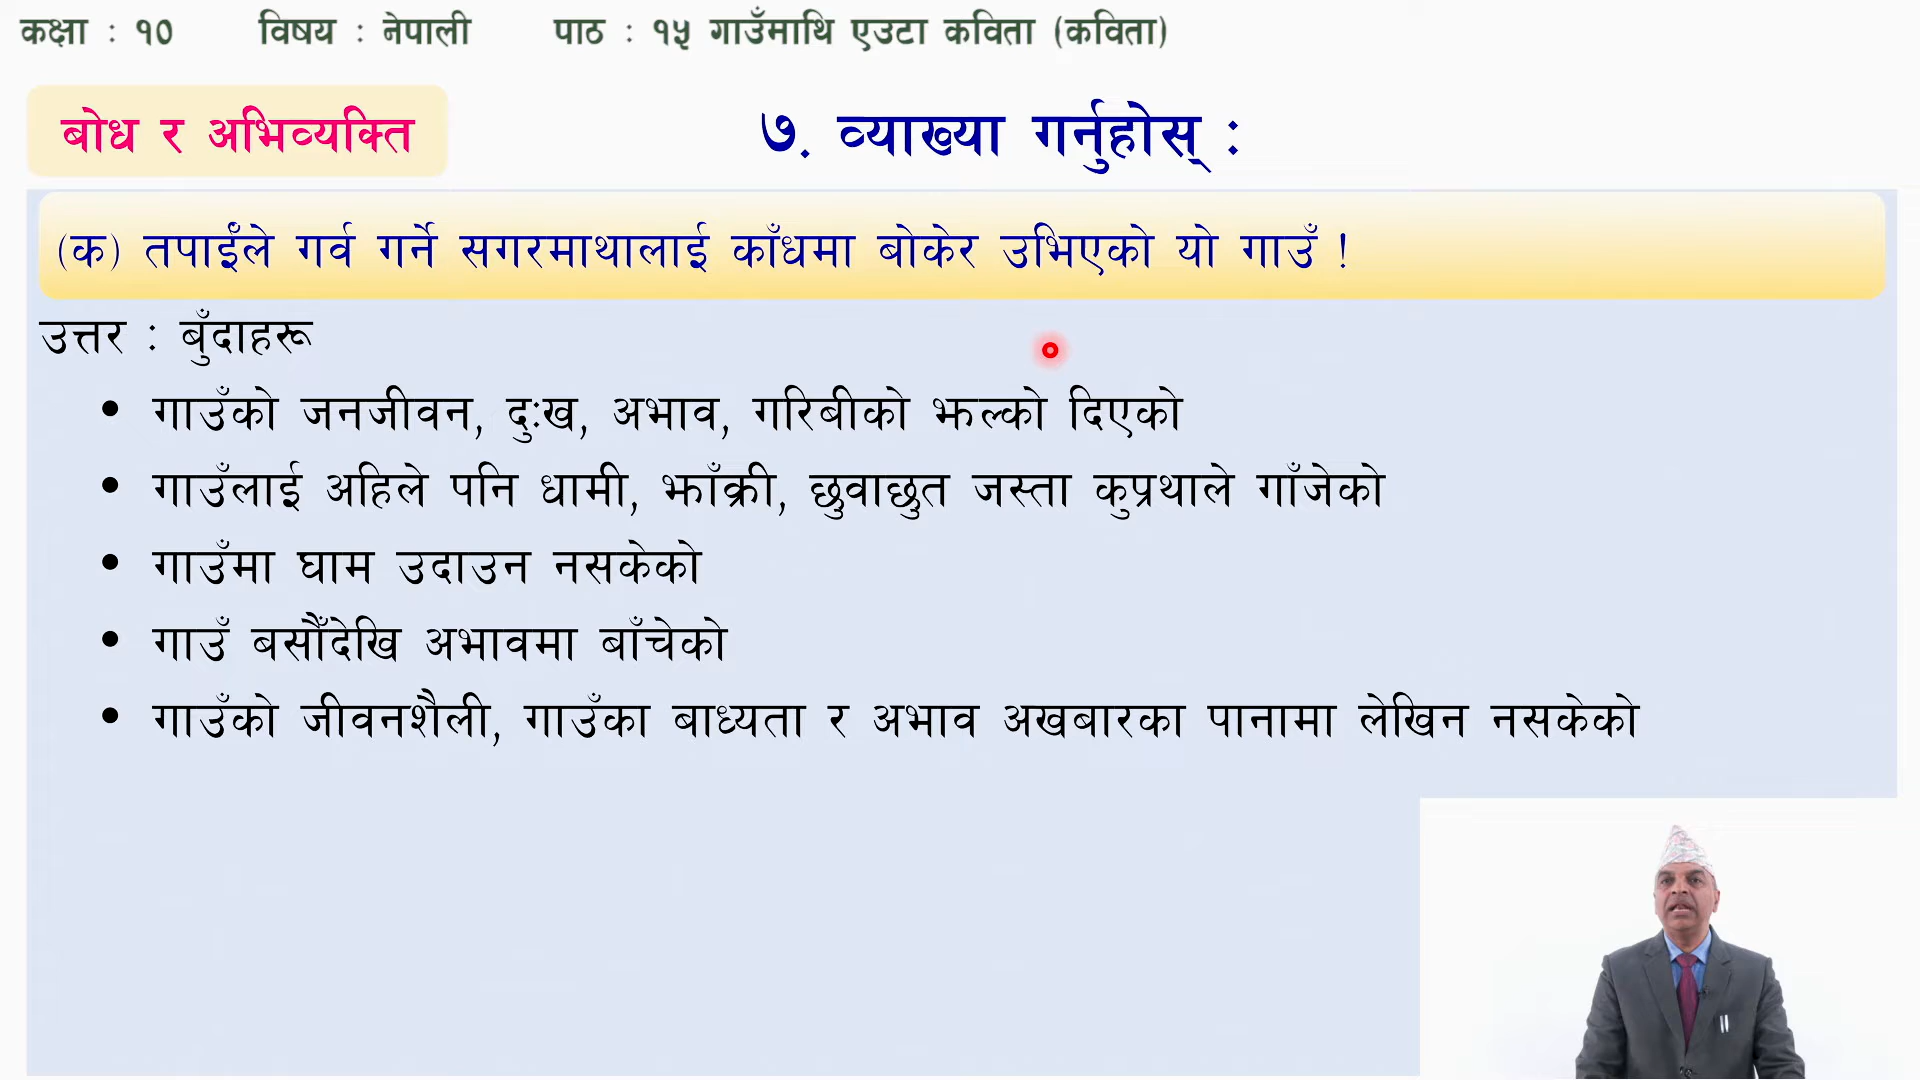 कक्षा : १० विषय : नेपाली पाठ : १५ गाउँमाथि एउटा कविता (कविता)
बोध र अभिव्यक्ति
७. व्याख्या गर्नुहोस् :
(क) तपाईंले गर्व गर्ने सगरमाथालाई काँधमा बोकेर उभिएको यो गाउँ !
उत्तर : बुँदाहरू
• गाउँको जनजीवन, दुःख, अभाव, गरिबीको झल्को दिएको
• गाउँलाई अहिले पनि धामी, झाँक्री, छुवाछुत जस्ता कुप्रथाले गाँजेको
• गाउँमा घाम उदाउन नसकेको
• गाउँ बर्सौंदेखि अभावमा बाँचेको
• गाउँको जीवनशैली, गाउँका बाध्यता र अभाव अखबारका पानामा लेखिन नसकेको